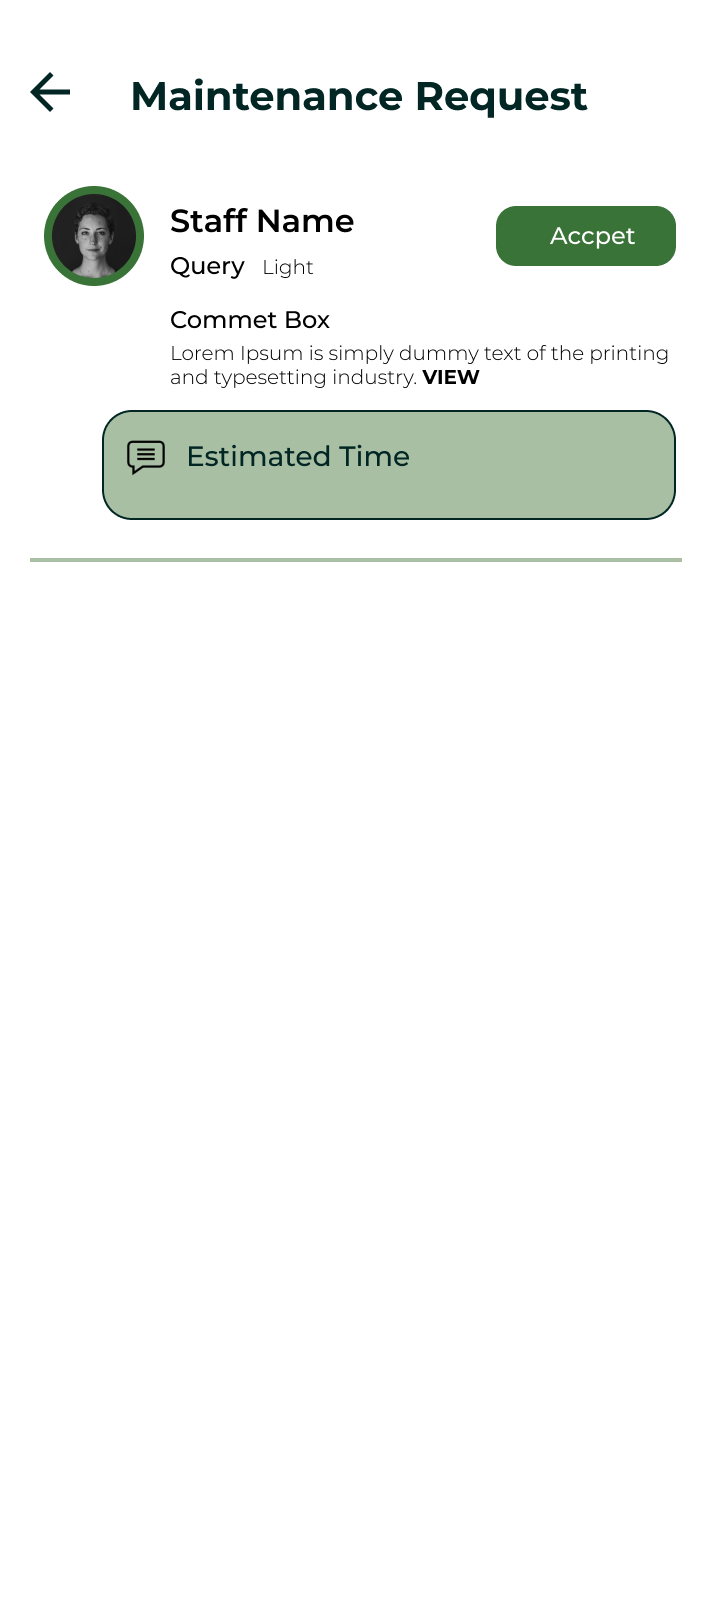 Maintenance Request
Staff Name
Accpet
Query Light
Commet Box
Lorem Ipsum is simply dummy text of the printing
and typesetting industry. VIEW
Estimated Time